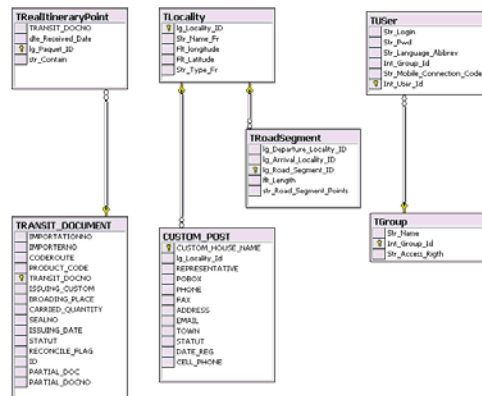 TRealItineraryPoint
TRANSIT_DOCNO
dte_Received_Date
lg_Paquet_ID
str_Contain
TLocality
lg_Locality_ID
Str_Name_Fr
Flt_longitude
Flt_Latitude
Str_Type_Fr
TUSer
Str_Login
Str_Pwd
Str_Language_Abbrev
Int_Group_Id
Str_Mobile_Connection_Code
Int_User_Id
TRoadSegment
lg_Departure_Locality_ID
lg_Arrival_Locality_ID
lg_Road_Segment_ID
flt_Length
str_Road_Segment_Points
TRANSIT_DOCUMENT
IMPORTATIONNO
IMPORTERNO
CODEROUTE
PRODUCT_CODE
TRANSIT_DOCNO
ISSUING_CUSTOM
BROADING_PLACE
CARRIED_QUANTITY
SEALNO
ISSUING_DATE
STATUT
RECONCILE_FLAG
ID
PARTIAL_DOC
PARTIAL_DOCNO
CUSTOM_POST
CUSTOM_HOUSE_NAME
lg_Locality_Id
REPRESENTATIVE
POBOX
PHONE
FAX
ADDRESS
EMAIL
TOWN
STATUT
DATE_REG
CELL_PHONE
TGroup
Str_Name
Int_Group_Id
Str_Access_Rigth